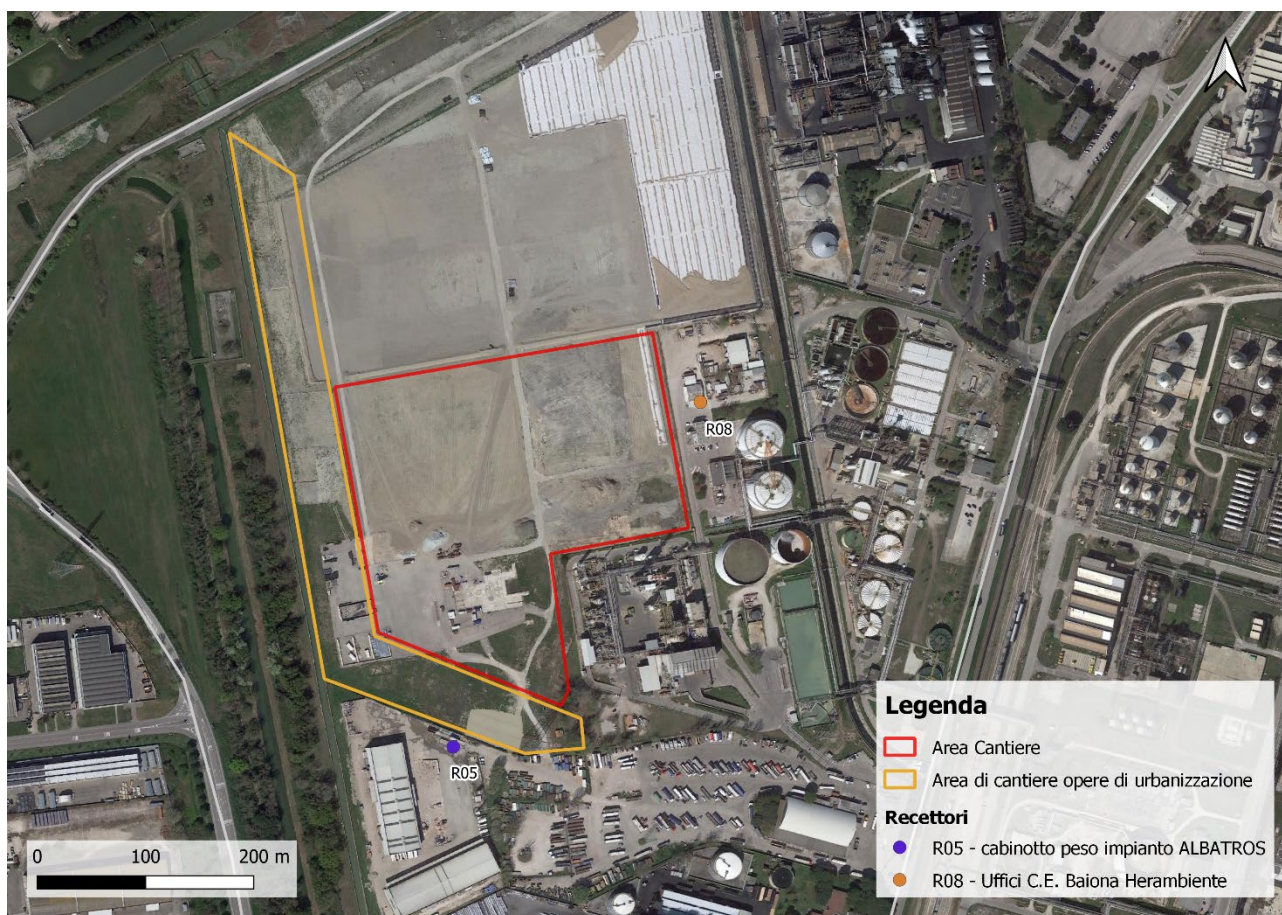 R08
R05
Legenda
Area Cantiere
Area di cantiere opere di urbanizzazione
Recettori
R05 - cabinotto peso impianto ALBATROS
R08 - Uffici C.E. Baiona Herambiente
0 100 200 m